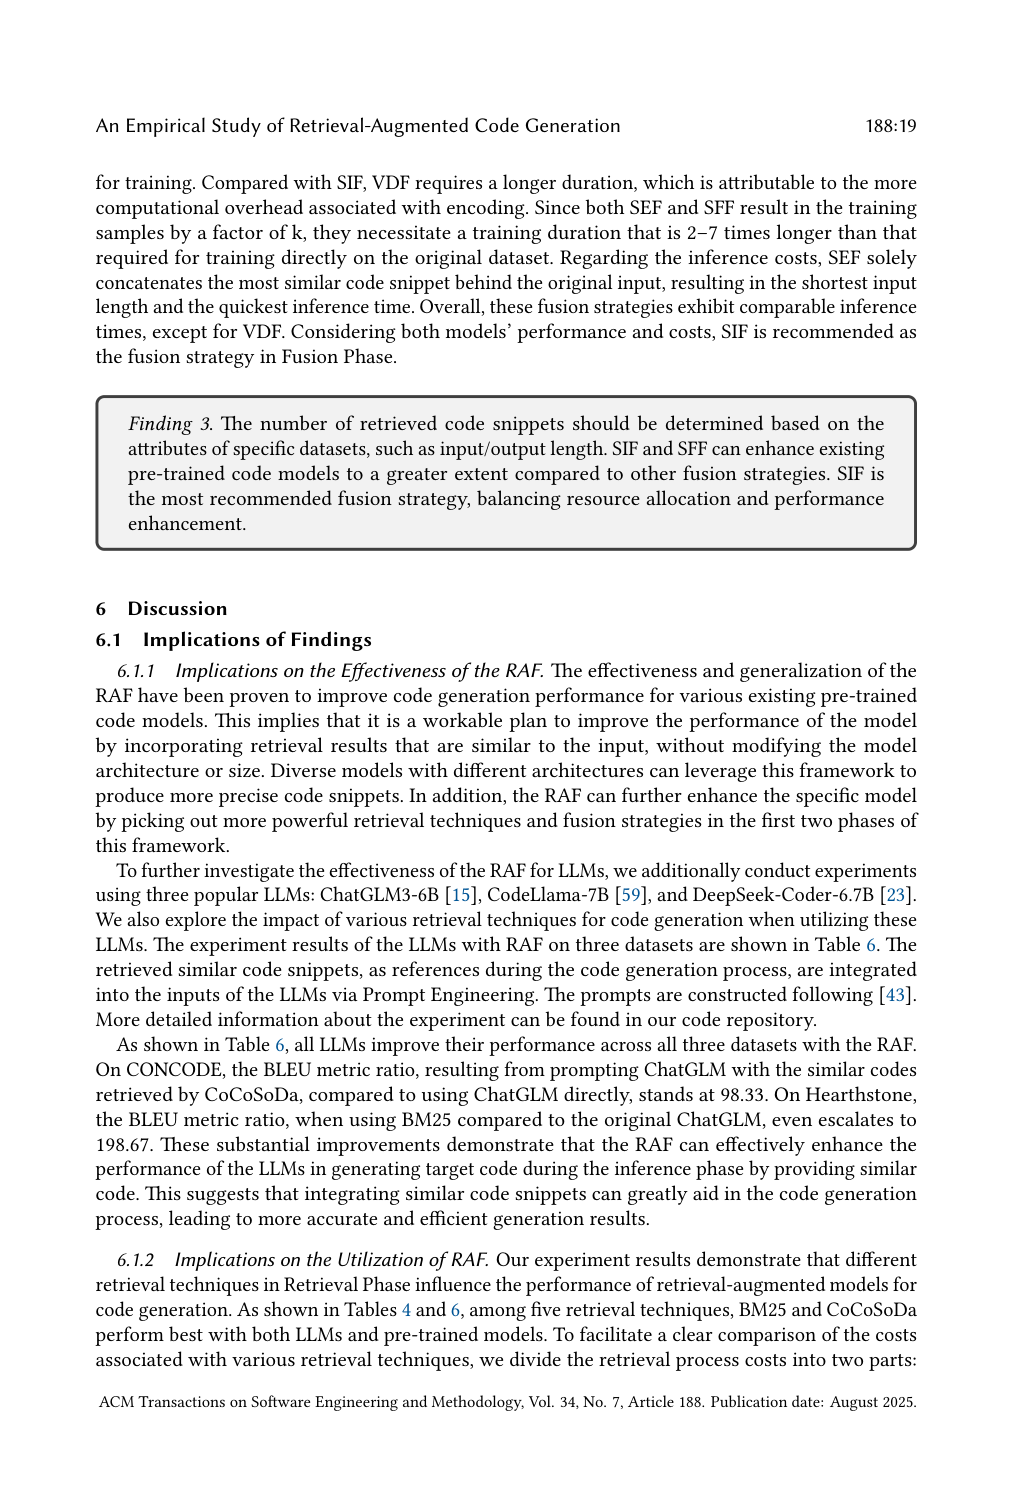 An Empirical Study of Retrieval-Augmented Code Generation 188:19
for training. Compared with SIF, VDF requires a longer duration, which is attributable to the more
computational overhead associated with encoding. Since both SEF and SFF result in the training
samples by a factor of k, they necessitate a training duration that is 2–7 times longer than that
required for training directly on the original dataset. Regarding the inference costs, SEF solely
concatenates the most similar code snippet behind the original input, resulting in the shortest input
length and the quickest inference time. Overall, these fusion strategies exhibit comparable inference
times, except for VDF. Considering both models’ performance and costs, SIF is recommended as
the fusion strategy in Fusion Phase.
Finding 3. The number of retrieved code snippets should be determined based on the
attributes of specific datasets, such as input/output length. SIF and SFF can enhance existing
pre-trained code models to a greater extent compared to other fusion strategies. SIF is
the most recommended fusion strategy, balancing resource allocation and performance
enhancement.
6 Discussion
6.1 Implications of Findings
6.1.1 Implications on the Effectiveness of the RAF. The effectiveness and generalization of the
RAF have been proven to improve code generation performance for various existing pre-trained
code models. This implies that it is a workable plan to improve the performance of the model
by incorporating retrieval results that are similar to the input, without modifying the model
architecture or size. Diverse models with different architectures can leverage this framework to
produce more precise code snippets. In addition, the RAF can further enhance the specific model
by picking out more powerful retrieval techniques and fusion strategies in the first two phases of
this framework.
To further investigate the effectiveness of the RAF for LLMs, we additionally conduct experiments
using three popular LLMs: ChatGLM3-6B [15], CodeLlama-7B [59], and DeepSeek-Coder-6.7B [23].
We also explore the impact of various retrieval techniques for code generation when utilizing these
LLMs. The experiment results of the LLMs with RAF on three datasets are shown in Table 6. The
retrieved similar code snippets, as references during the code generation process, are integrated
into the inputs of the LLMs via Prompt Engineering. The prompts are constructed following [43].
More detailed information about the experiment can be found in our code repository.
As shown in Table 6, all LLMs improve their performance across all three datasets with the RAF.
On CONCODE, the BLEU metric ratio, resulting from prompting ChatGLM with the similar codes
retrieved by CoCoSoDa, compared to using ChatGLM directly, stands at 98.33. On Hearthstone,
the BLEU metric ratio, when using BM25 compared to the original ChatGLM, even escalates to
198.67. These substantial improvements demonstrate that the RAF can effectively enhance the
performance of the LLMs in generating target code during the inference phase by providing similar
code. This suggests that integrating similar code snippets can greatly aid in the code generation
process, leading to more accurate and efficient generation results.
6.1.2 Implications on the Utilization of RAF. Our experiment results demonstrate that different
retrieval techniques in Retrieval Phase influence the performance of retrieval-augmented models for
code generation. As shown in Tables 4 and 6, among five retrieval techniques, BM25 and CoCoSoDa
perform best with both LLMs and pre-trained models. To facilitate a clear comparison of the costs
associated with various retrieval techniques, we divide the retrieval process costs into two parts:
ACM Transactions on Software Engineering and Methodology, Vol. 34, No. 7, Article 188. Publication date: August 2025.